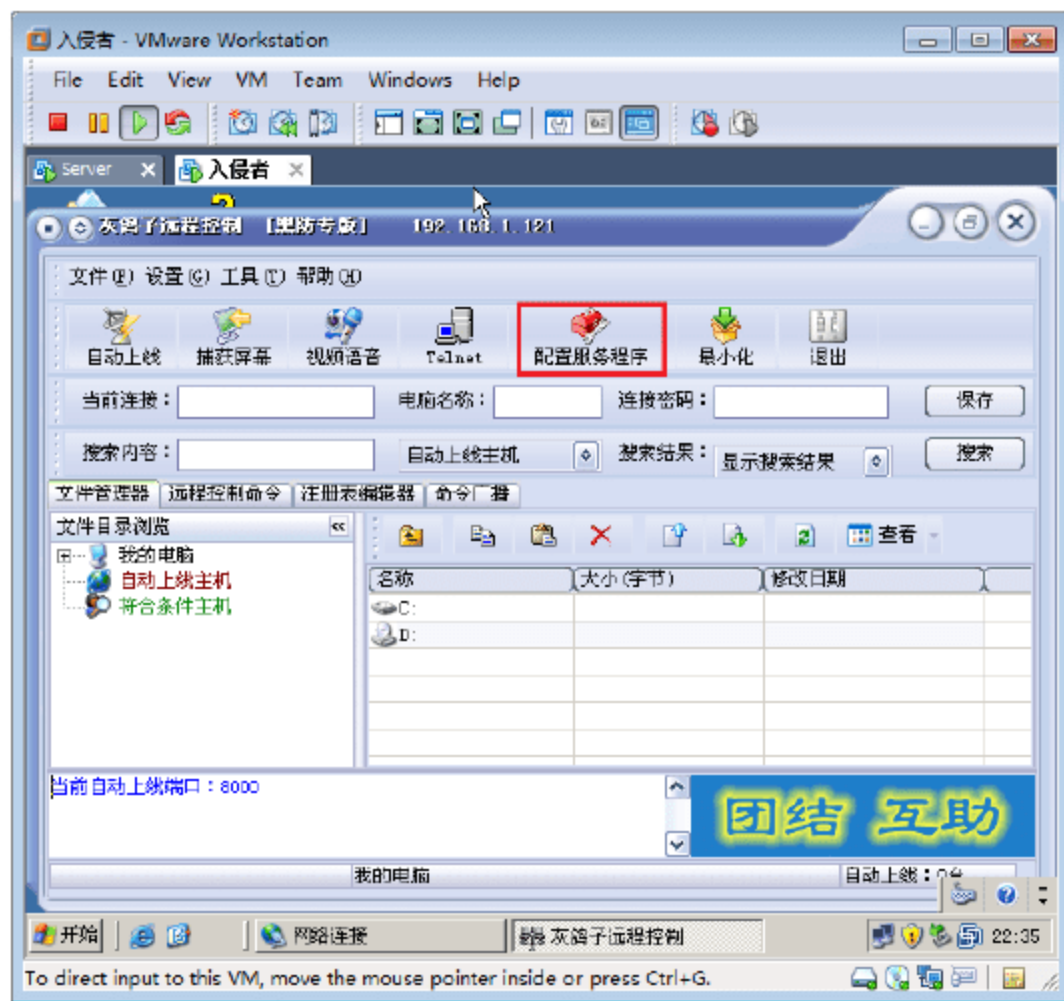 入侵者 - VMware Workstation
File Edit View VM Team Windows Help
Server 入侵者
灰鸽子远程控制 [黑防专版] 192.168.1.121
文件(F) 设置(G) 工具(T) 帮助(H)
自动上线 捕获屏幕 视频语音 Telnet 配置服务程序 最小化 退出
当前连接： 电脑名称： 连接密码： 保存
搜索内容： 自动上线主机 搜索结果： 显示搜索结果 搜索
文件管理器 远程控制命令 注册表编辑器 命令广播
文件目录浏览 查看
我的电脑
自动上线主机
符合条件主机
名称 大小(字节) 修改日期
C:
D:
当前自动上线端口：8000
团结 互助
我的电脑 自动上线：0台
开始 网络连接 灰鸽子远程控制 22:35
To direct input to this VM, move the mouse pointer inside or press Ctrl+G.